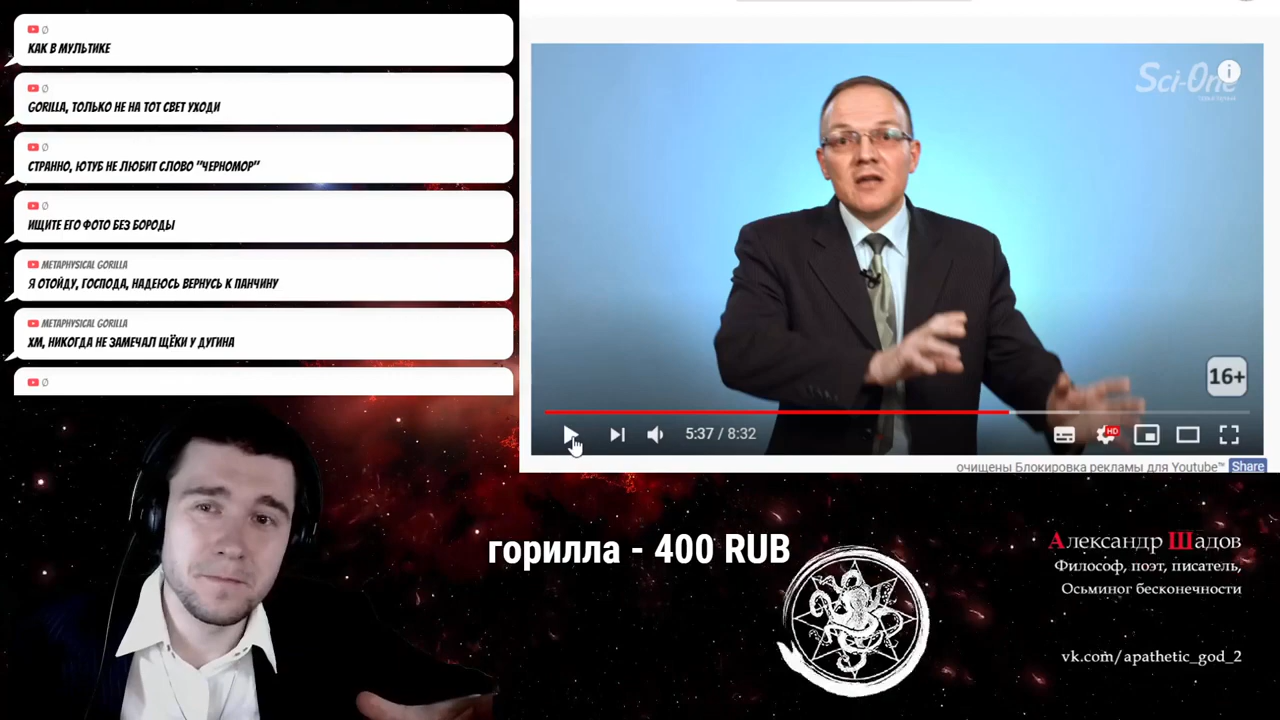 Ø
КАК В МУЛЬТИКЕ
Ø
GORILLA, ТОЛЬКО НЕ НА ТОТ СВЕТ УХОДИ
Ø
СТРАННО, ЮТУБ НЕ ЛЮБИТ СЛОВО "ЧЕРНОМОР"
Ø
ИЩИТЕ ЕГО ФОТО БЕЗ БОРОДЫ
METAPHYSICAL GORILLA
Я ОТОЙДУ, ГОСПОДА, НАДЕЮСЬ ВЕРНУСЬ К ПАНЧИНУ
METAPHYSICAL GORILLA
ХМ, НИКОГДА НЕ ЗАМЕЧАЛ ЩЁКИ У ДУГИНА
Ø
Sci-One
i
16+
5:37 / 8:32
HD
очищены Блокировка рекламы для Youtube™ Share
горилла - 400 RUB
Александр Шадов
Философ, поэт, писатель,
Осьминог бесконечности
vk.com/apathetic_god_2